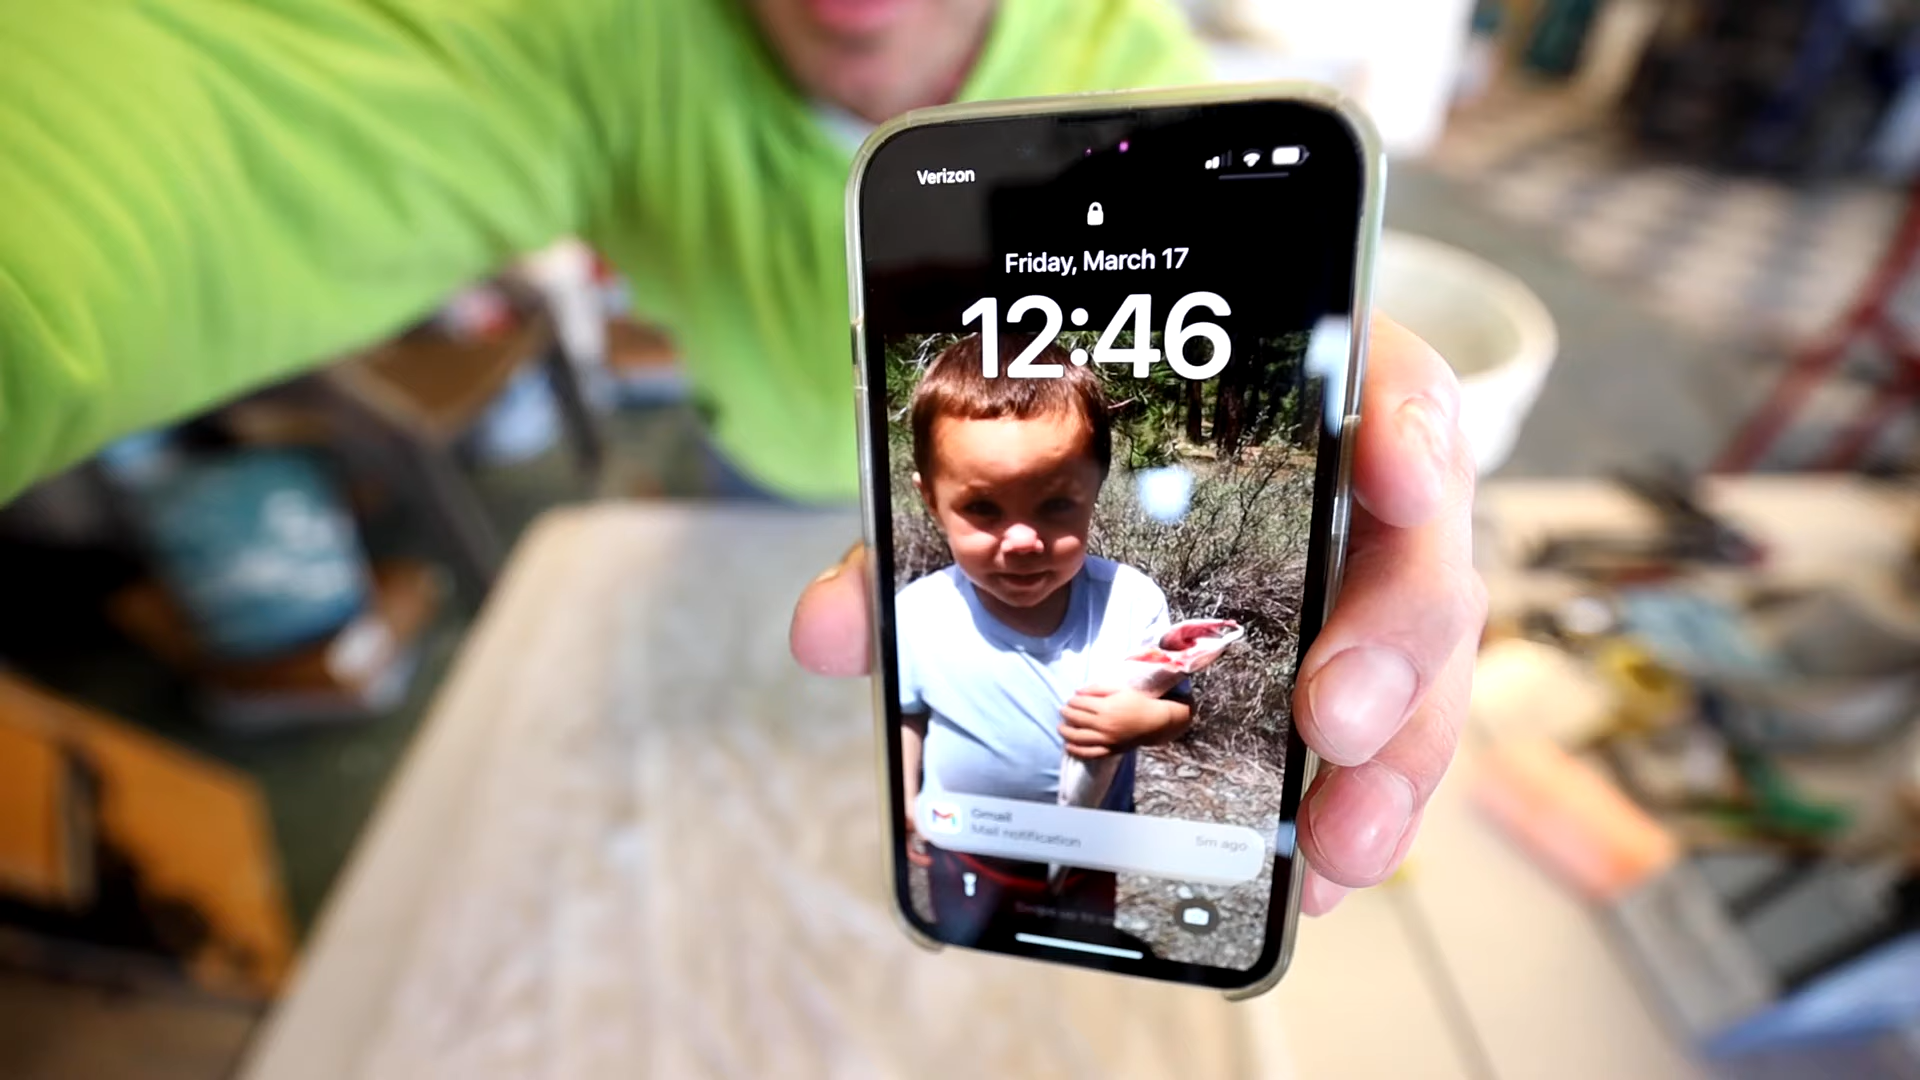 Verizon
Friday, March 17
12:46
Gmail
Mail notification
5m ago